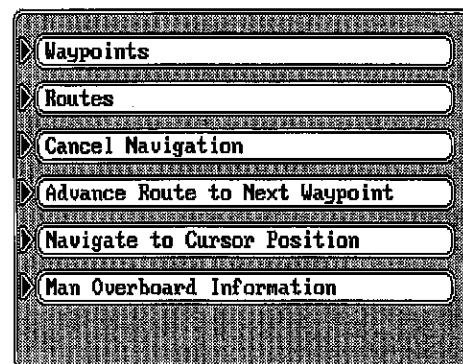 Waypoints
Routes
Cancel Navigation
Advance Route to Next Waypoint
Navigate to Cursor Position
Man Overboard Information